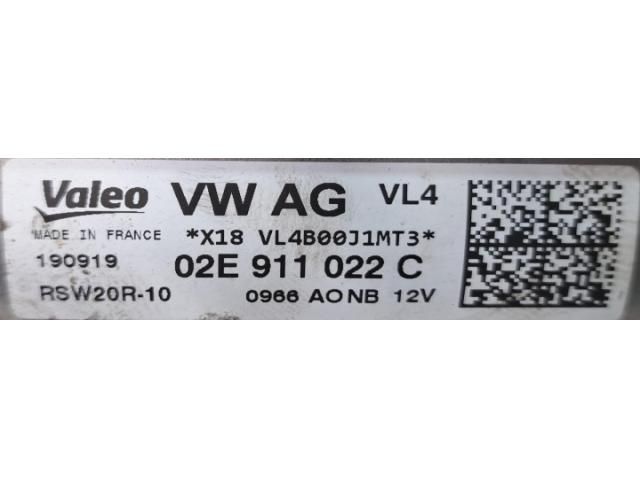 Valeo VW AG VL4
MADE IN FRANCE *X18 VL4B00J1MT3*
190919 02E 911 022 C
RSW20R-10 0966 AONB 12V